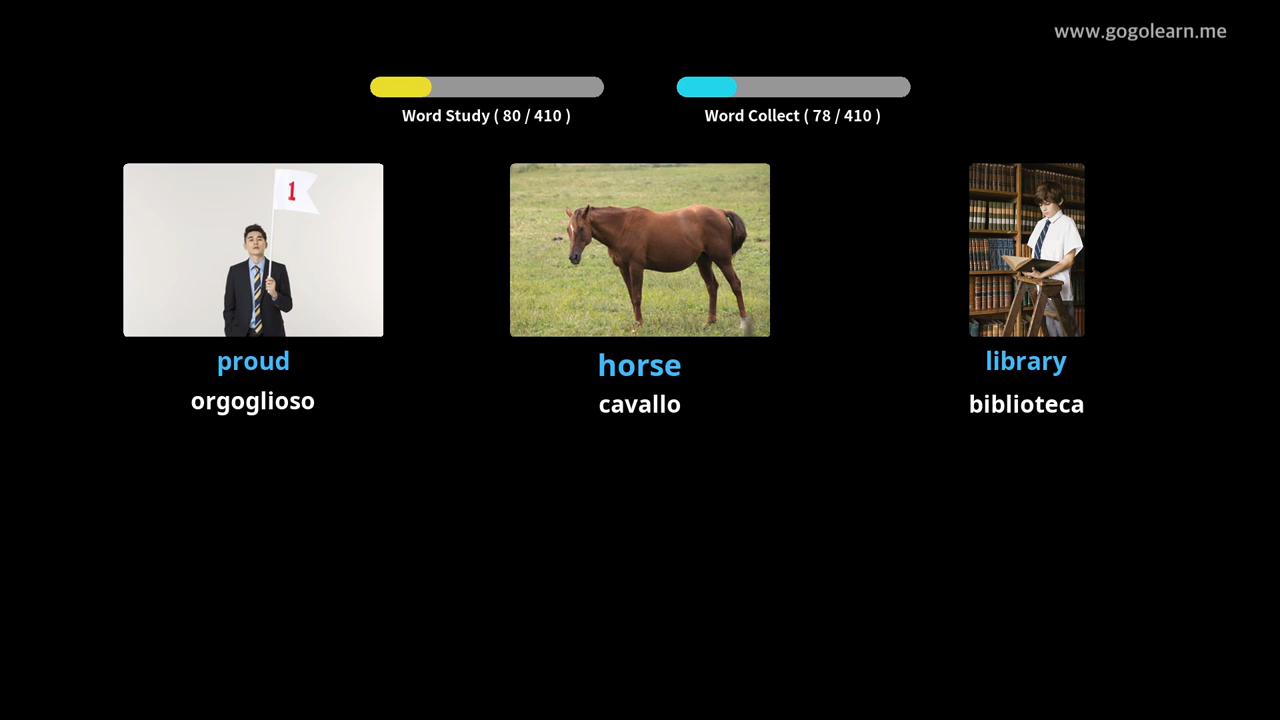 www.gogolearn.me
Word Study ( 80 / 410 )
Word Collect ( 78 / 410 )
1
proud
horse
library
orgoglioso
cavallo
biblioteca